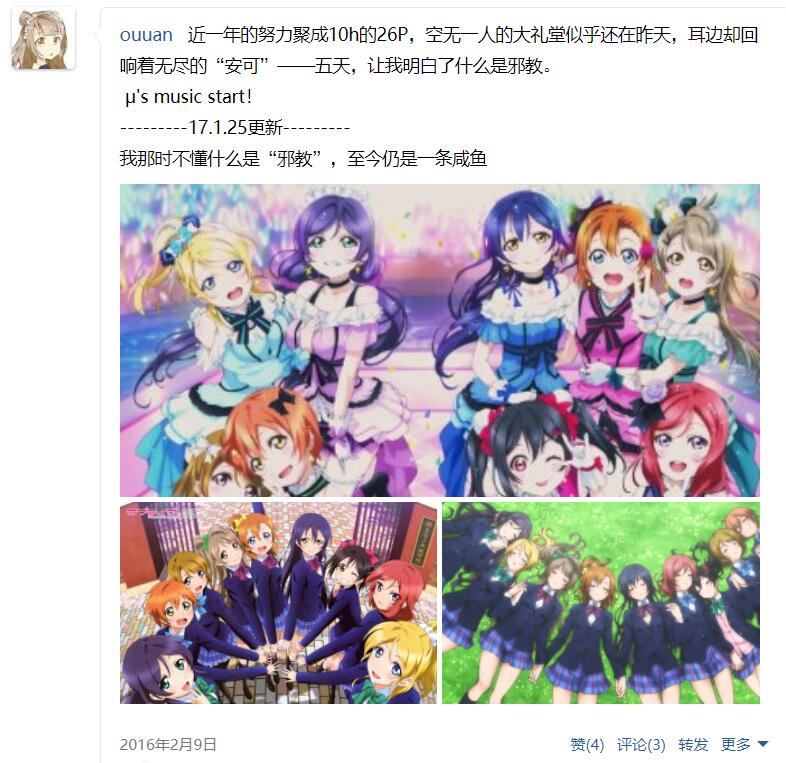 ouuan 近一年的努力聚成10h的26P，空无一人的大礼堂似乎还在昨天，耳边却回
响着无尽的“安可”——五天，让我明白了什么是邪教。
μ's music start！
---------17.1.25更新---------
我那时不懂什么是“邪教”，至今仍是一条咸鱼
2016年2月9日
赞(4) 评论(3) 转发 更多